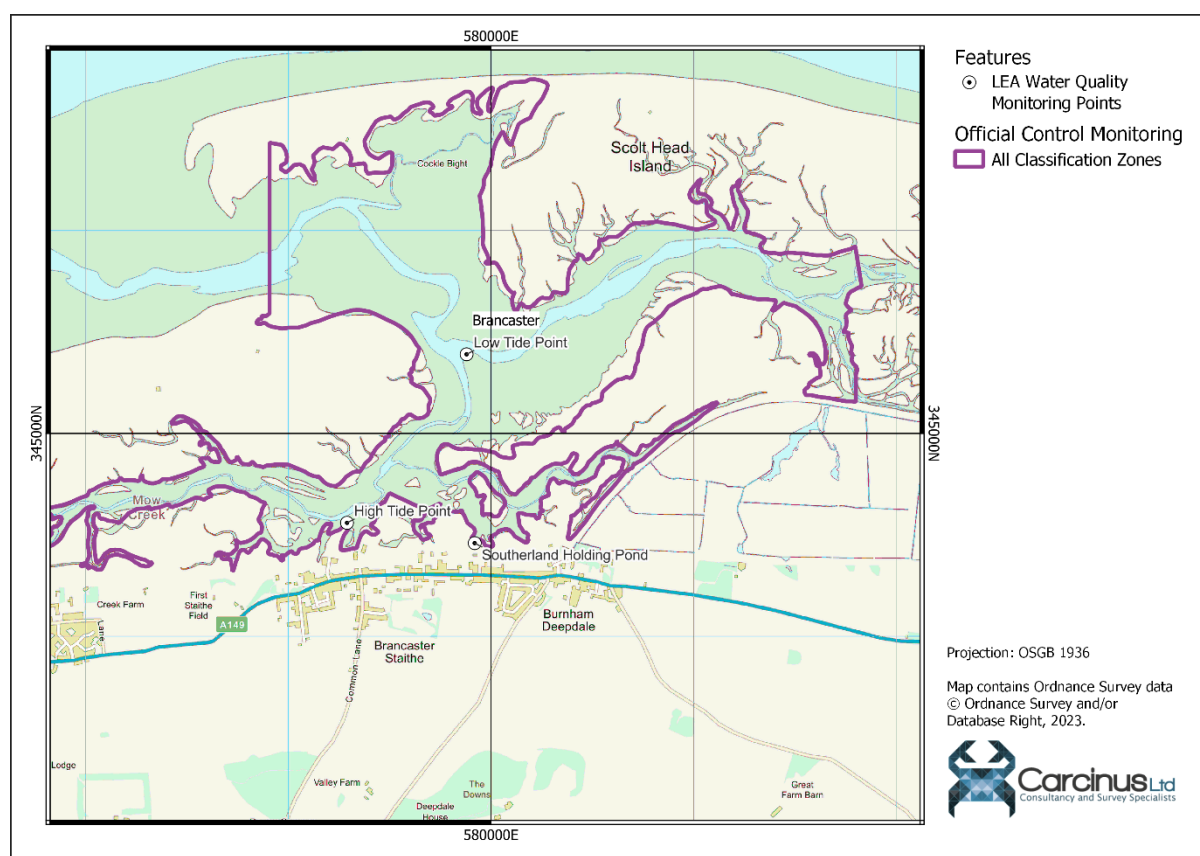 580000E
Features
LEA Water Quality
Monitoring Points
Official Control Monitoring
All Classification Zones
Cockle Bight
Scolt Head
Island
Brancaster
Low Tide Point
345000N
345000N
Mow
Creek
High Tide Point
Southerland Holding Pond
Creek Farm
First
Staithe
Field
Lane
A149
Burnham
Deepdale
Brancaster
Staithe
Common Lane
Lodge
Valley Farm
The
Downs
Deepdale
House
Great
Farm Barn
580000E
Projection: OSGB 1936
Map contains Ordnance Survey data
© Ordnance Survey and/or
Database Right, 2023.
Carcinus Ltd
Consultancy and Survey Specialists